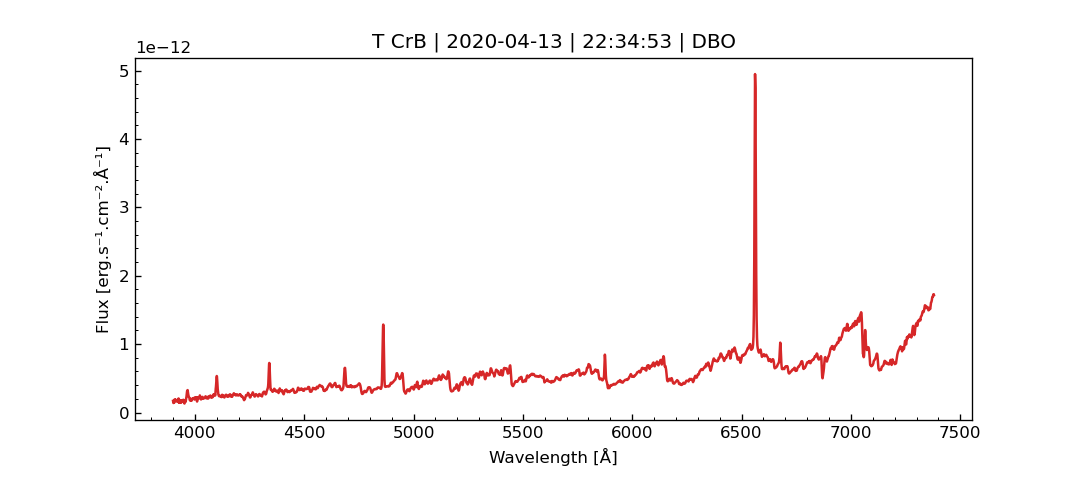 T CrB | 2020-04-13 | 22:34:53 | DBO
1e−12
5
4
3
2
1
0
Flux [erg.s⁻¹.cm⁻².Å⁻¹]
4000 4500 5000 5500 6000 6500 7000 7500
Wavelength [Å]